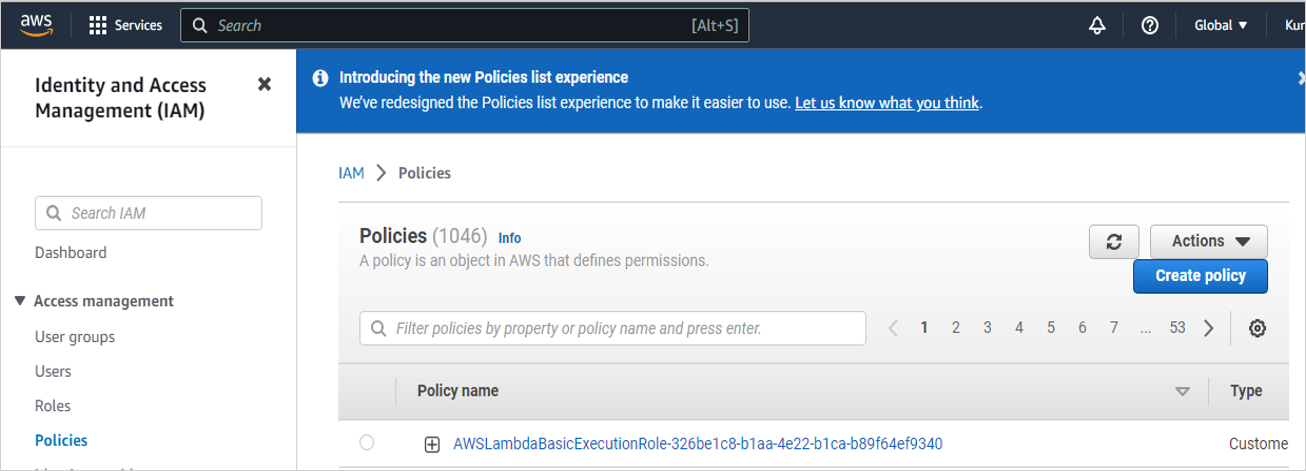 aws Services Search [Alt+S] Global Kur
Identity and Access
Management (IAM)
Introducing the new Policies list experience
We've redesigned the Policies list experience to make it easier to use. Let us know what you think.
Search IAM
Dashboard
Access management
User groups
Users
Roles
Policies
IAM Policies
Policies (1046) Info
A policy is an object in AWS that defines permissions.
Actions
Create policy
Filter policies by property or policy name and press enter.
1 2 3 4 5 6 7 ... 53
Policy name Type
AWSLambdaBasicExecutionRole-326be1c8-b1aa-4e22-b1ca-b89f64ef9340 Custome